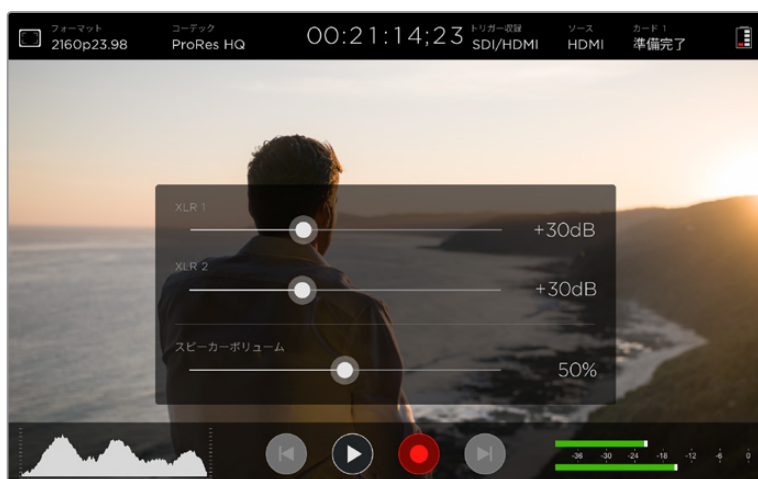 フォーマット
2160p23.98
コーデック
ProRes HQ
00:21:14;23
トリガー収録
SDI/HDMI
ソース
HDMI
カード 1
準備完了
XLR 1
+30dB
XLR 2
+30dB
スピーカーボリューム
50%
-36 -30 -24 -18 -12 -6 0